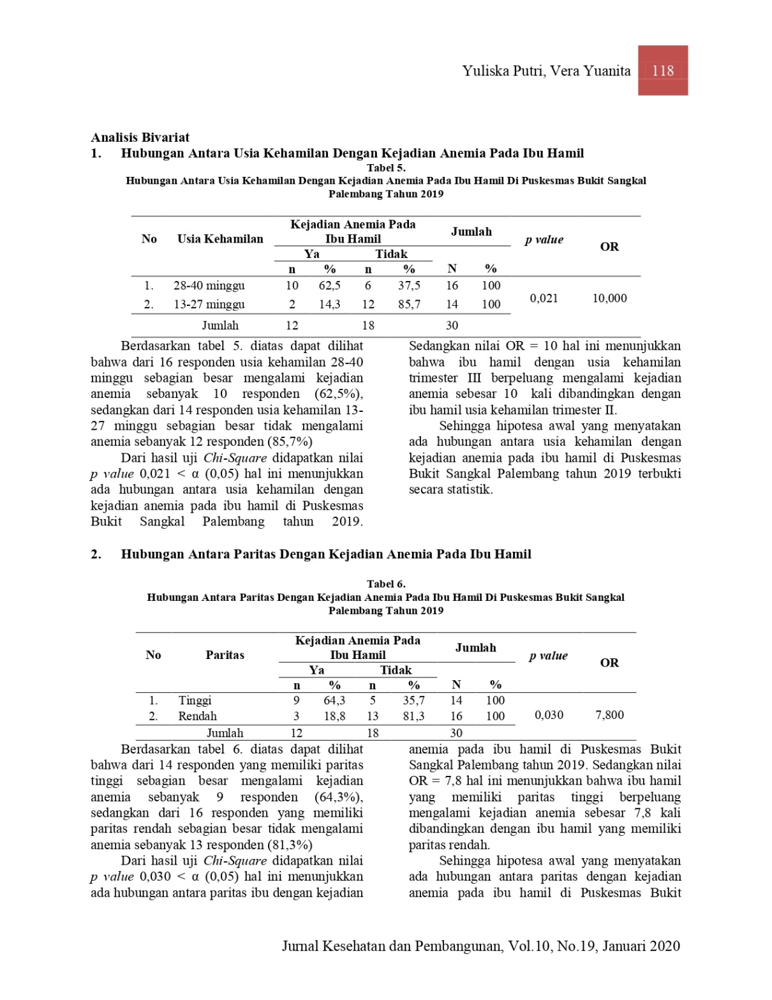 Yuliska Putri, Vera Yuanita 118
Analisis Bivariat
1. Hubungan Antara Usia Kehamilan Dengan Kejadian Anemia Pada Ibu Hamil
Tabel 5.
Hubungan Antara Usia Kehamilan Dengan Kejadian Anemia Pada Ibu Hamil Di Puskesmas Bukit Sangkal
Palembang Tahun 2019
No Usia Kehamilan Kejadian Anemia Pada Ibu Hamil Jumlah p value OR
Ya Tidak
n % n % N %
1. 28-40 minggu 10 62,5 6 37,5 16 100 0,021 10,000
2. 13-27 minggu 2 14,3 12 85,7 14 100
Jumlah 12 18 30
Berdasarkan tabel 5. diatas dapat dilihat
bahwa dari 16 responden usia kehamilan 28-40
minggu sebagian besar mengalami kejadian
anemia sebanyak 10 responden (62,5%),
sedangkan dari 14 responden usia kehamilan 13-
27 minggu sebagian besar tidak mengalami
anemia sebanyak 12 responden (85,7%)
Dari hasil uji Chi-Square didapatkan nilai
p value 0,021 < α (0,05) hal ini menunjukkan
ada hubungan antara usia kehamilan dengan
kejadian anemia pada ibu hamil di Puskesmas
Bukit Sangkal Palembang tahun 2019.
Sedangkan nilai OR = 10 hal ini menunjukkan
bahwa ibu hamil dengan usia kehamilan
trimester III berpeluang mengalami kejadian
anemia sebesar 10 kali dibandingkan dengan
ibu hamil usia kehamilan trimester II.
Sehingga hipotesa awal yang menyatakan
ada hubungan antara usia kehamilan dengan
kejadian anemia pada ibu hamil di Puskesmas
Bukit Sangkal Palembang tahun 2019 terbukti
secara statistik.
2. Hubungan Antara Paritas Dengan Kejadian Anemia Pada Ibu Hamil
Tabel 6.
Hubungan Antara Paritas Dengan Kejadian Anemia Pada Ibu Hamil Di Puskesmas Bukit Sangkal
Palembang Tahun 2019
No Paritas Kejadian Anemia Pada Ibu Hamil Jumlah p value OR
Ya Tidak
n % n % N %
1. Tinggi 9 64,3 5 35,7 14 100 0,030 7,800
2. Rendah 3 18,8 13 81,3 16 100
Jumlah 12 18 30
Berdasarkan tabel 6. diatas dapat dilihat
bahwa dari 14 responden yang memiliki paritas
tinggi sebagian besar mengalami kejadian
anemia sebanyak 9 responden (64,3%),
sedangkan dari 16 responden yang memiliki
paritas rendah sebagian besar tidak mengalami
anemia sebanyak 13 responden (81,3%)
Dari hasil uji Chi-Square didapatkan nilai
p value 0,030 < α (0,05) hal ini menunjukkan
ada hubungan antara paritas ibu dengan kejadian
anemia pada ibu hamil di Puskesmas Bukit
Sangkal Palembang tahun 2019. Sedangkan nilai
OR = 7,8 hal ini menunjukkan bahwa ibu hamil
yang memiliki paritas tinggi berpeluang
mengalami kejadian anemia sebesar 7,8 kali
dibandingkan dengan ibu hamil yang memiliki
paritas rendah.
Sehingga hipotesa awal yang menyatakan
ada hubungan antara paritas dengan kejadian
anemia pada ibu hamil di Puskesmas Bukit
Jurnal Kesehatan dan Pembangunan, Vol.10, No.19, Januari 2020